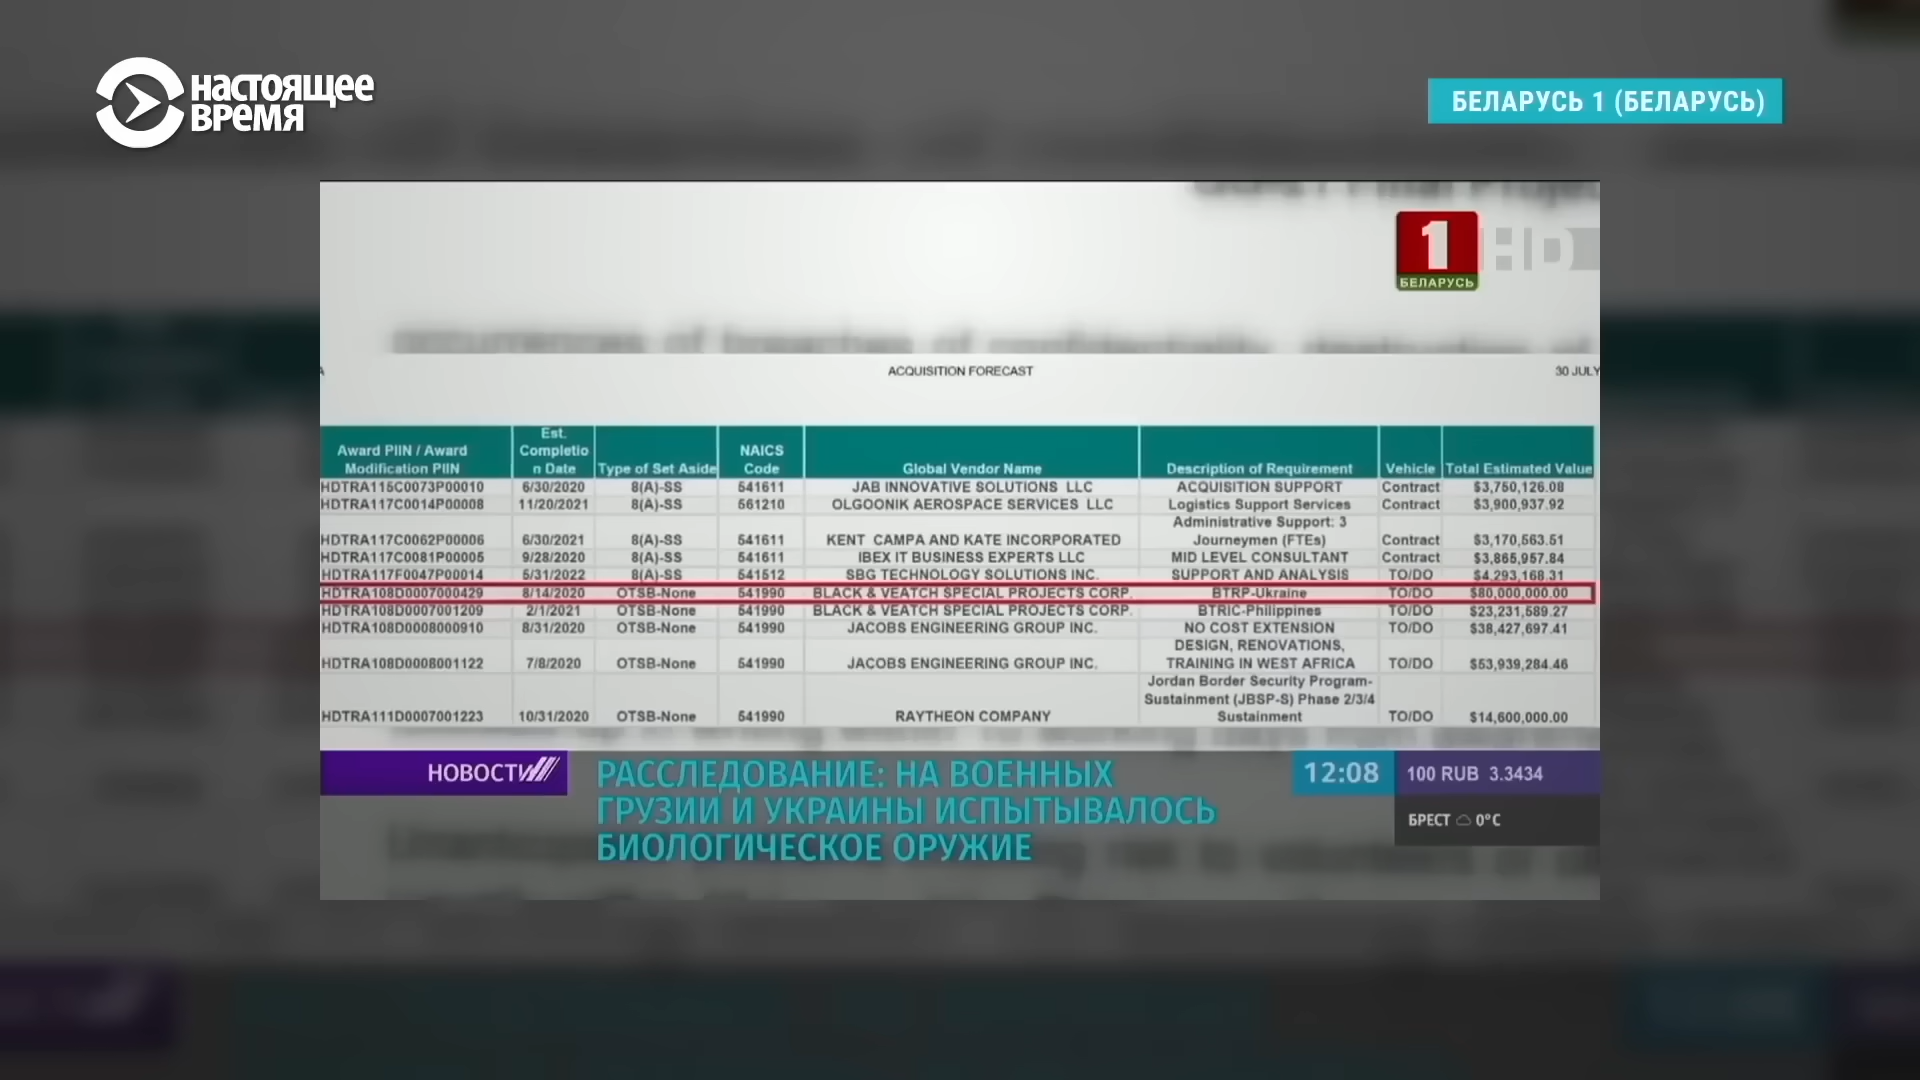 НАСТОЯЩЕЕ
ВРЕМЯ
БЕЛАРУСЬ 1 (БЕЛАРУСЬ)
1 HD
БЕЛАРУСЬ
occurrences of breaches of confidentiality, destruction of
ACQUISITION FORECAST 30 JULY
Award PIIN / Award Modification PIIN Est. Completion Date Type of Set Aside NAICS Code Global Vendor Name Description of Requirement Vehicle Total Estimated Value
HDTRA115C0073P00010 6/30/2020 8(A)-SS 541611 JAB INNOVATIVE SOLUTIONS LLC ACQUISITION SUPPORT Contract $3,750,126.08
HDTRA117C0014P00008 11/20/2021 8(A)-SS 561210 OLGOONIK AEROSPACE SERVICES LLC Logistics Support Services Contract $3,900,937.92
HDTRA117C0062P00006 6/30/2021 8(A)-SS 541611 KENT CAMPA AND KATE INCORPORATED Administrative Support: 3 Journeymen (FTEs) Contract $3,170,563.51
HDTRA117C0081P00005 9/28/2020 8(A)-SS 541611 IBEX IT BUSINESS EXPERTS LLC MID LEVEL CONSULTANT Contract $3,865,957.84
HDTRA117F0047P00014 5/31/2022 8(A)-SS 541512 SBG TECHNOLOGY SOLUTIONS INC. SUPPORT AND ANALYSIS TO/DO $4,293,168.31
HDTRA108D0007000429 8/14/2020 OTSB-None 541990 BLACK & VEATCH SPECIAL PROJECTS CORP. BTRP-Ukraine TO/DO $80,000,000.00
HDTRA108D0007001209 2/1/2021 OTSB-None 541990 BLACK & VEATCH SPECIAL PROJECTS CORP. BTRIC-Philippines TO/DO $23,231,589.27
HDTRA108D0008000910 8/31/2020 OTSB-None 541990 JACOBS ENGINEERING GROUP INC. NO COST EXTENSION TO/DO $38,427,697.41
HDTRA108D0008001122 7/8/2020 OTSB-None 541990 JACOBS ENGINEERING GROUP INC. DESIGN, RENOVATIONS, TRAINING IN WEST AFRICA TO/DO $53,939,284.46
HDTRA111D0007001223 10/31/2020 OTSB-None 541990 RAYTHEON COMPANY Jordan Border Security Program-Sustainment (JBSP-S) Phase 2/3/4 Sustainment TO/DO $14,600,000.00
НОВОСТИ
РАССЛЕДОВАНИЕ: НА ВОЕННЫХ
ГРУЗИИ И УКРАИНЫ ИСПЫТЫВАЛОСЬ
БИОЛОГИЧЕСКОЕ ОРУЖИЕ
12:08 100 RUB 3.3434
БРЕСТ 0°C